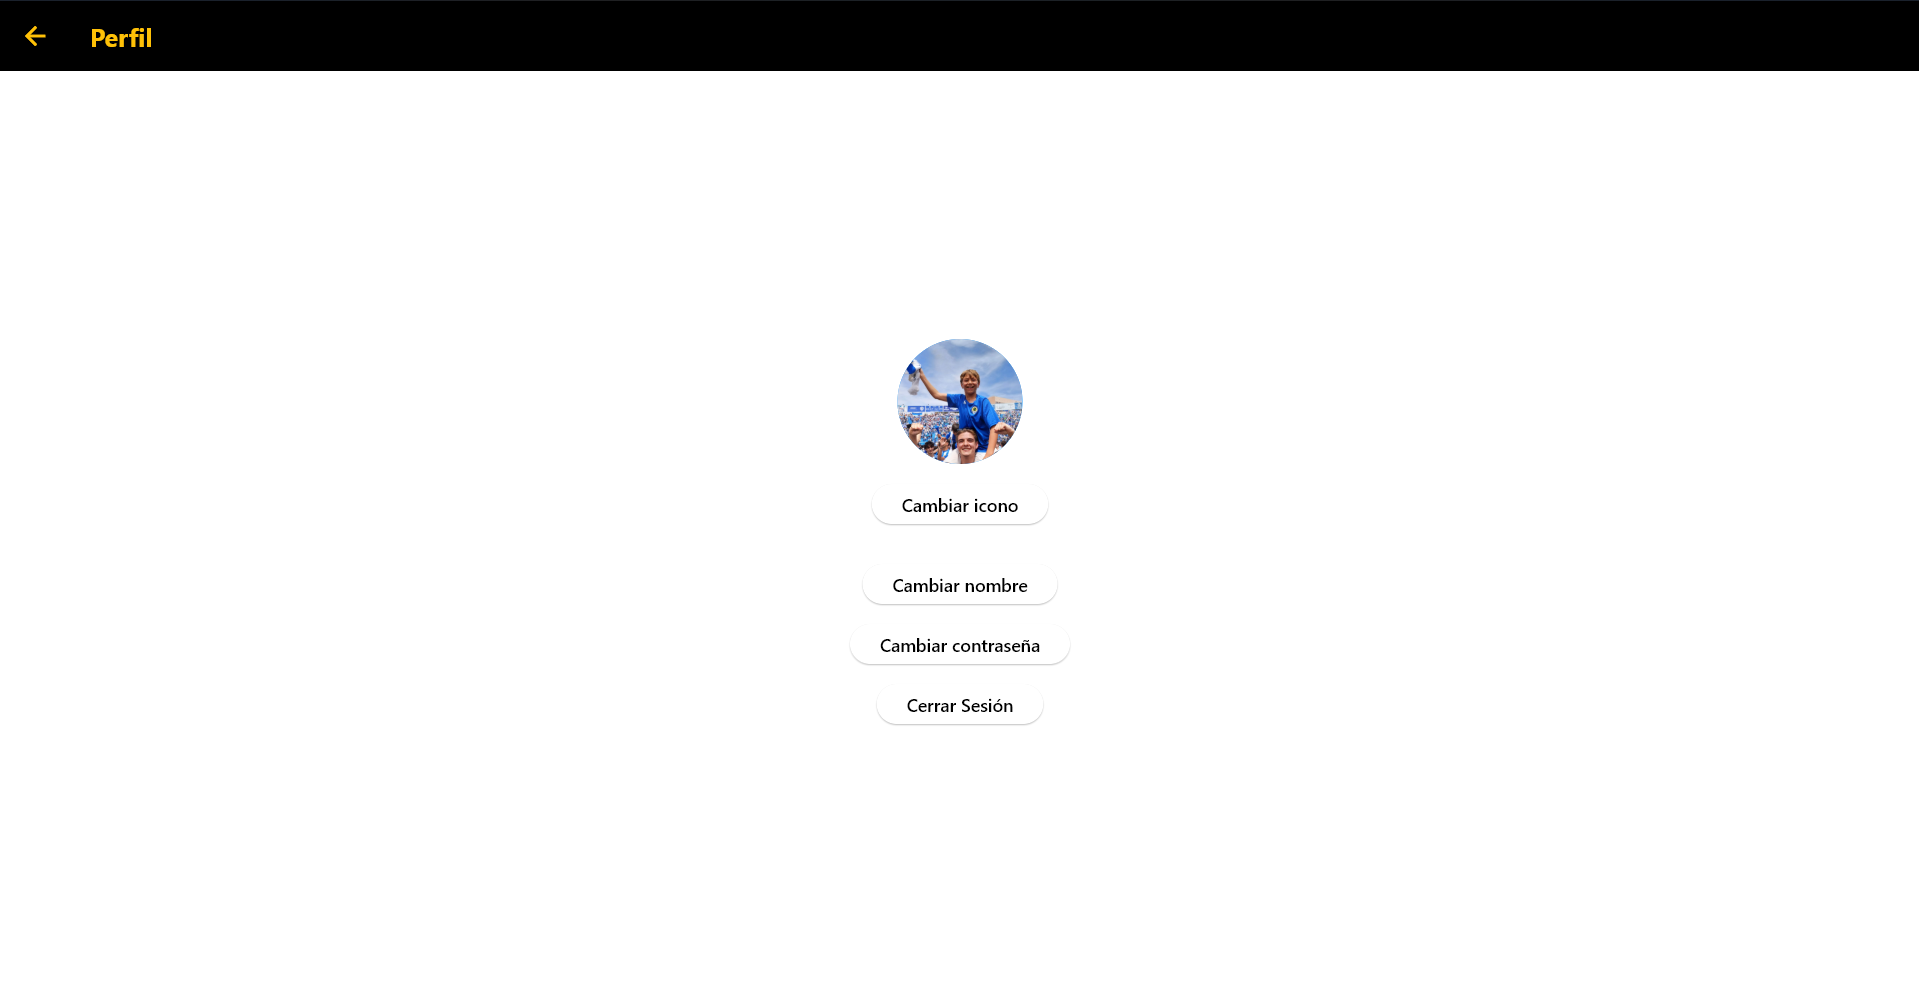 Perfil
Cambiar icono
Cambiar nombre
Cambiar contraseña
Cerrar Sesión